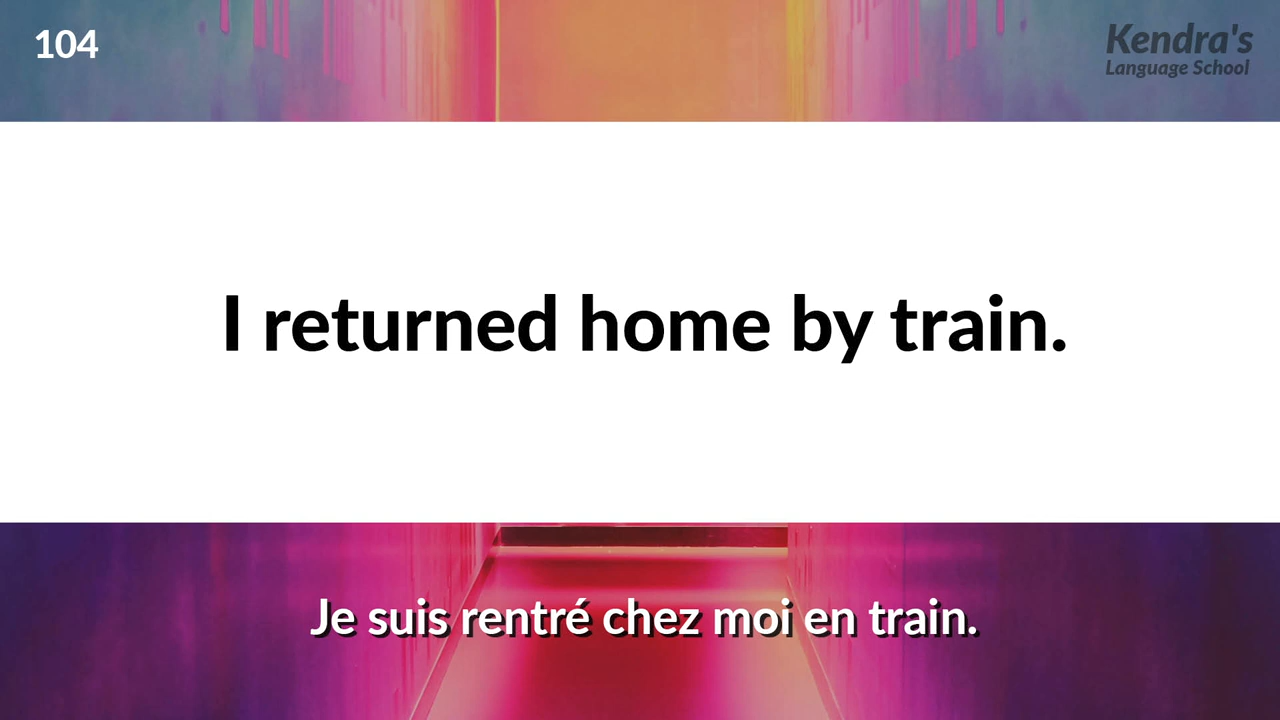 104
Kendra's
Language School
I returned home by train.
Je suis rentré chez moi en train.